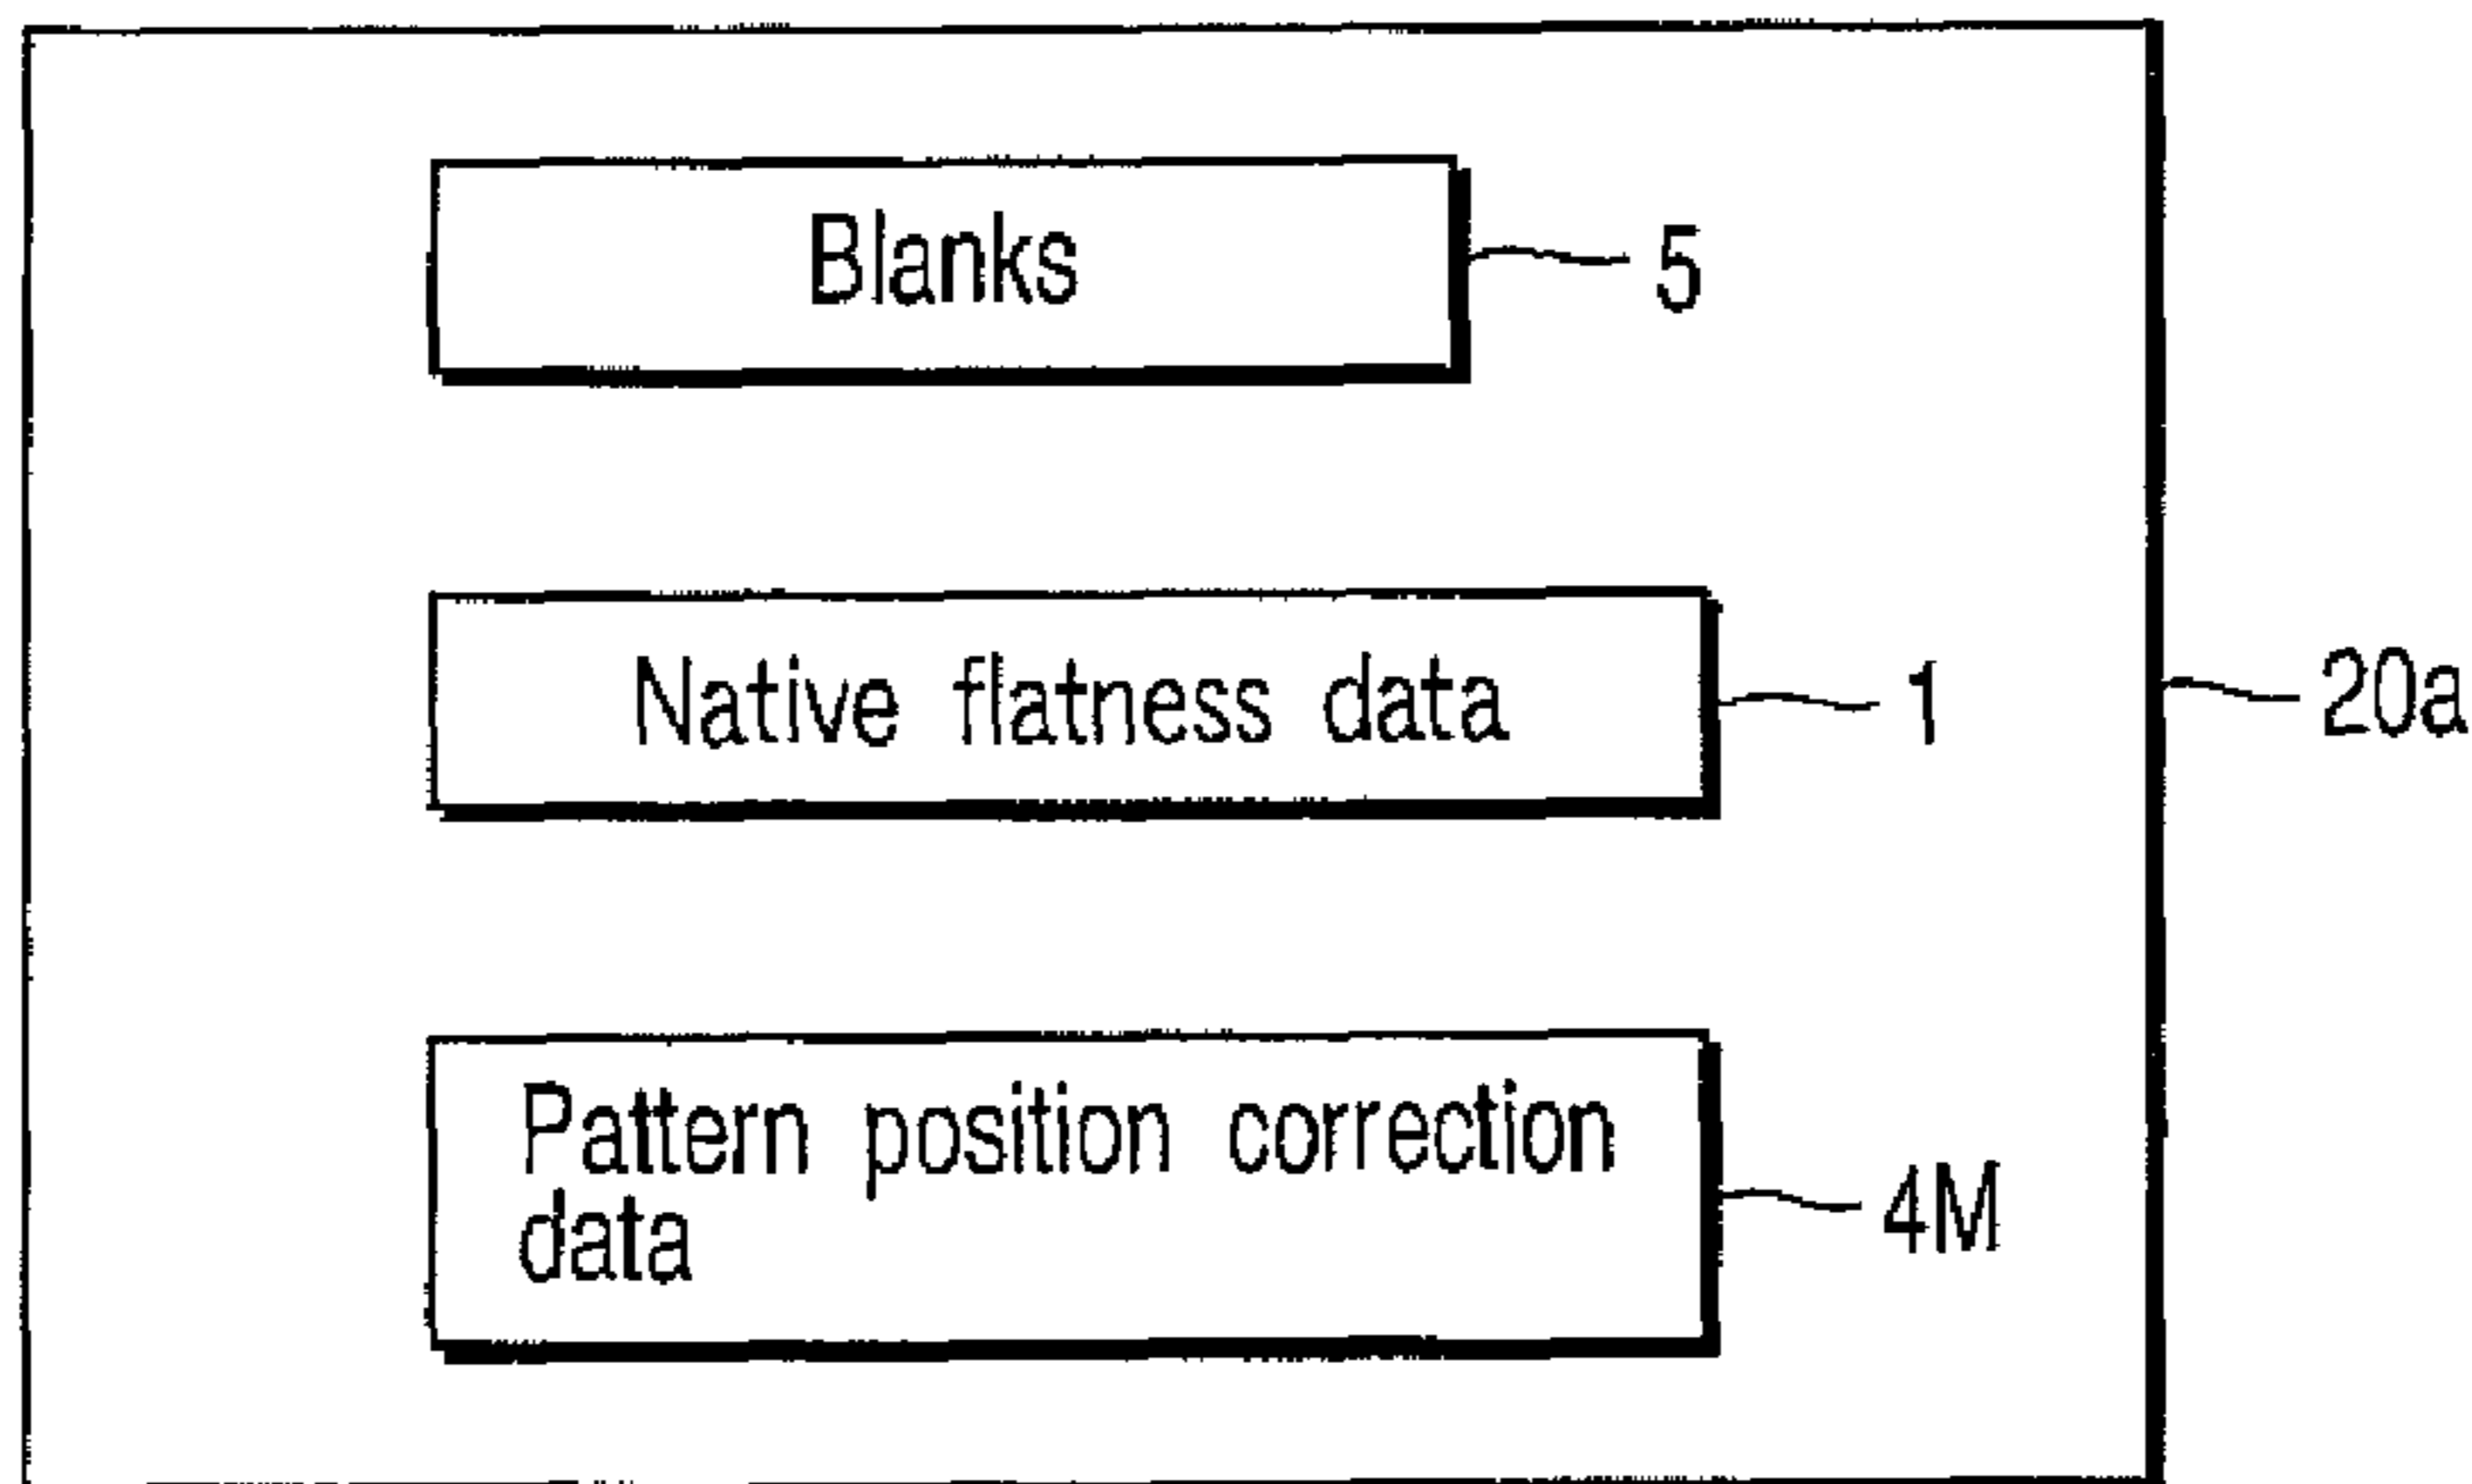 Blanks
5
Native flatness data
1
20a
Pattern position correction
data
4M